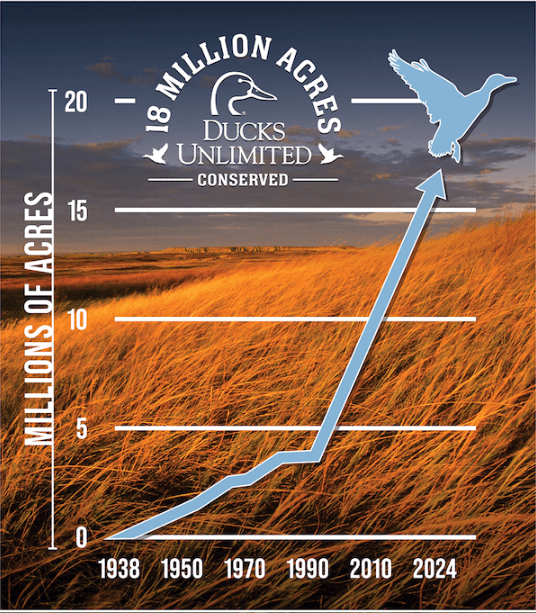 18 MILLION ACRES
DUCKS
UNLIMITED
CONSERVED
MILLIONS OF ACRES
20
15
10
5
0
1938 1950 1970 1990 2010 2024